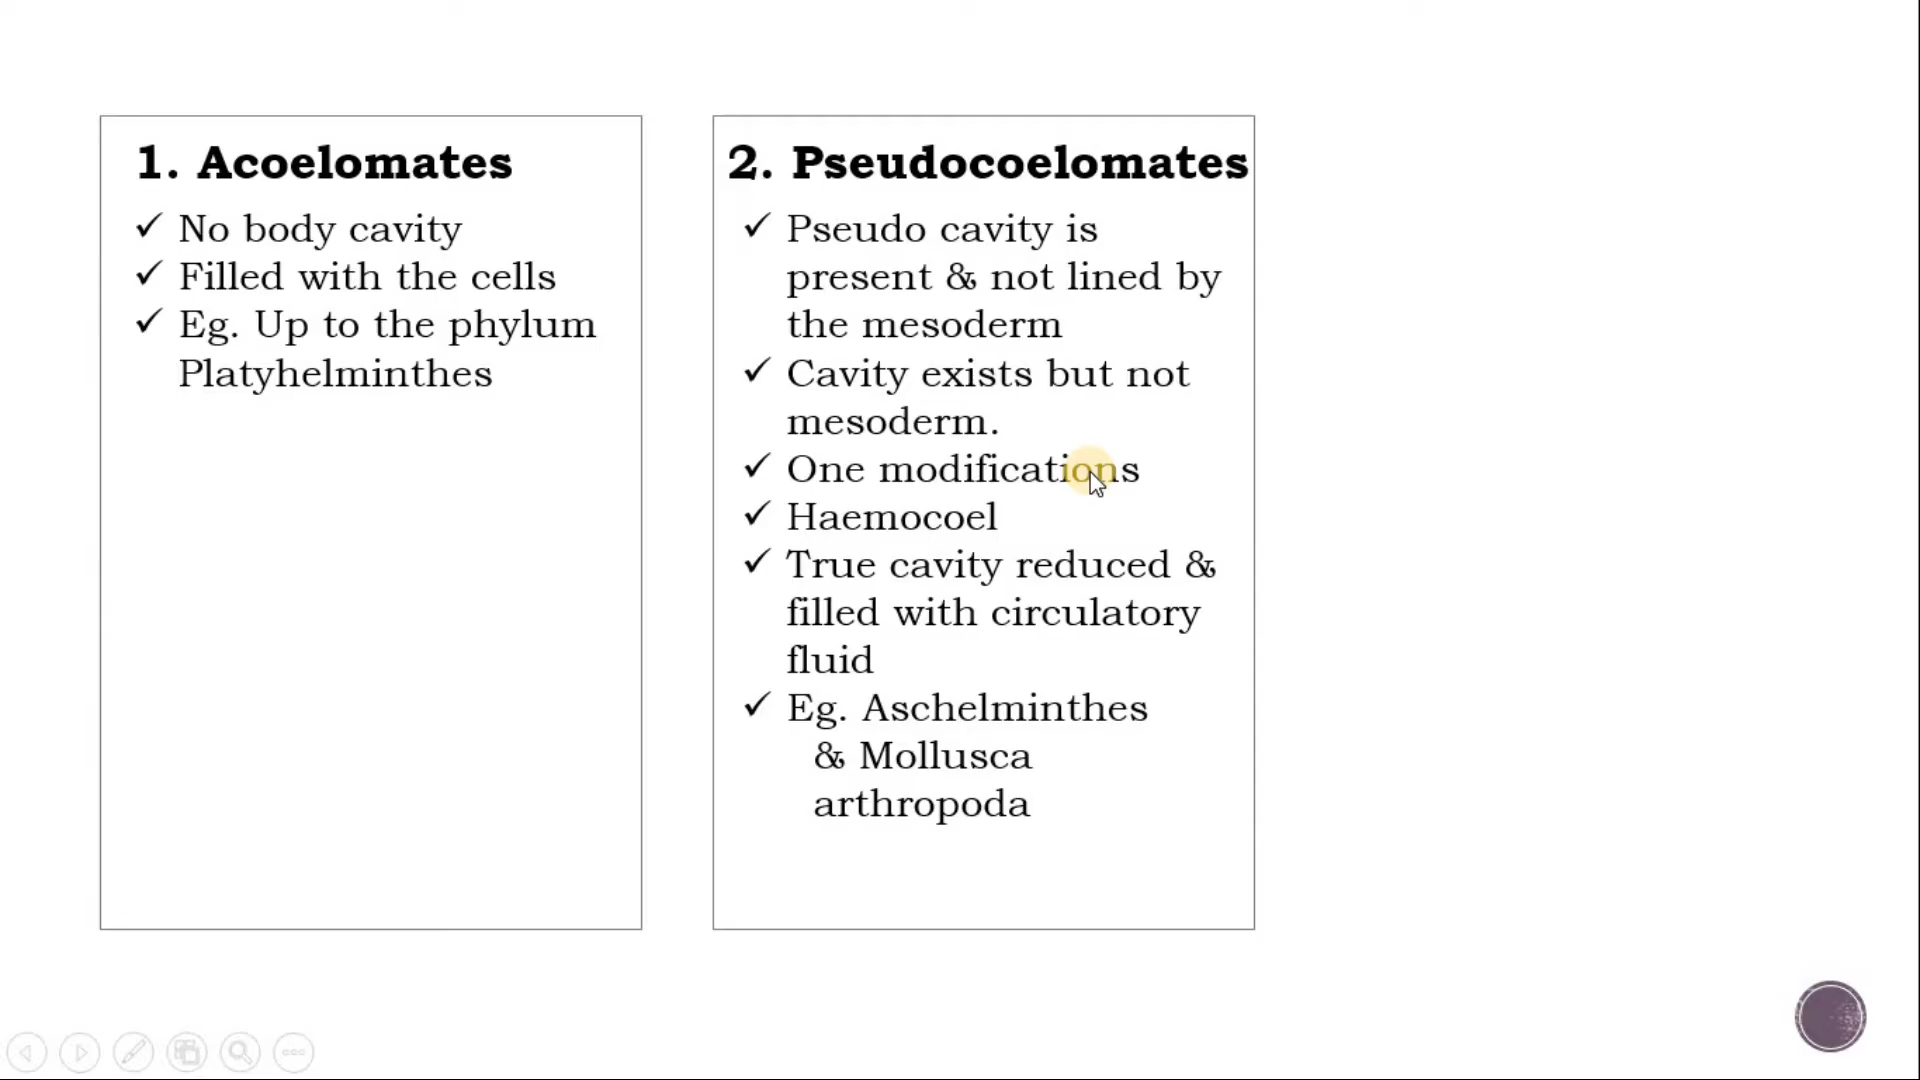 1. Acoelomates
✓ No body cavity
✓ Filled with the cells
✓ Eg. Up to the phylum
Platyhelminthes
2. Pseudocoelomates
✓ Pseudo cavity is
present & not lined by
the mesoderm
✓ Cavity exists but not
mesoderm.
✓ One modifications
✓ Haemocoel
✓ True cavity reduced &
filled with circulatory
fluid
✓ Eg. Aschelminthes
& Mollusca
arthropoda